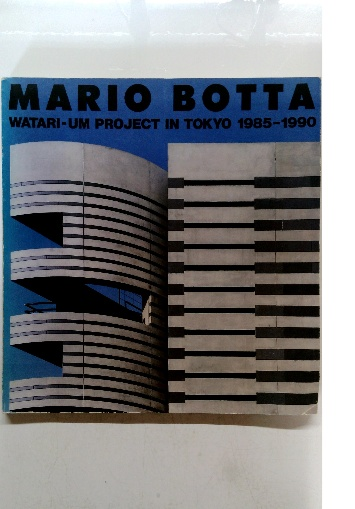 MARIO BOTTA
WATARI-UM PROJECT IN TOKYO 1985-1990